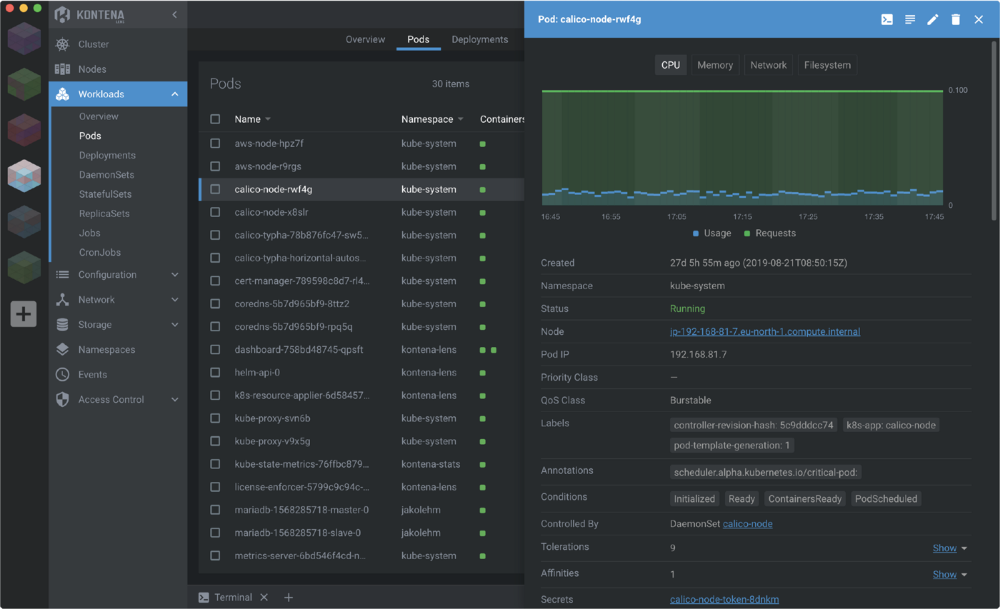 KONTENA
LENS
Cluster
Nodes
Workloads
Overview
Pods
Deployments
DaemonSets
StatefulSets
ReplicaSets
Jobs
CronJobs
Configuration
Network
Storage
Namespaces
Events
Access Control
Overview Pods Deployments
Pods 30 items
Name Namespace Containers
aws-node-hpz7f kube-system
aws-node-r9rgs kube-system
calico-node-rwf4g kube-system
calico-node-x8slr kube-system
calico-typha-78b876fc47-sw5... kube-system
calico-typha-horizontal-autos... kube-system
cert-manager-789598c8d7-rl4... kube-system
coredns-5b7d965bf9-8ttz2 kube-system
coredns-5b7d965bf9-rpq5q kube-system
dashboard-758bd48745-qpsft kontena-lens
helm-api-0 kontena-lens
k8s-resource-applier-6d58457... kontena-lens
kube-proxy-svn6b kube-system
kube-proxy-v9x5g kube-system
kube-state-metrics-76ffbc879... kontena-stats
license-enforcer-5799c9c94c-... kontena-lens
mariadb-1568285718-master-0 jakolehm
mariadb-1568285718-slave-0 jakolehm
metrics-server-6bd546f4cd-n... kube-system
Terminal
Pod: calico-node-rwf4g
CPU Memory Network Filesystem
0.100
0
16:45 16:55 17:05 17:15 17:25 17:35 17:45
Usage Requests
Created 27d 5h 55m ago (2019-08-21T08:50:15Z)
Namespace kube-system
Status Running
Node ip-192-168-81-7.eu-north-1.compute.internal
Pod IP 192.168.81.7
Priority Class —
QoS Class Burstable
Labels controller-revision-hash: 5c9dddcc74 k8s-app: calico-node
pod-template-generation: 1
Annotations scheduler.alpha.kubernetes.io/critical-pod:
Conditions Initialized Ready ContainersReady PodScheduled
Controlled By DaemonSet calico-node
Tolerations 9 Show
Affinities 1 Show
Secrets calico-node-token-8dnkm